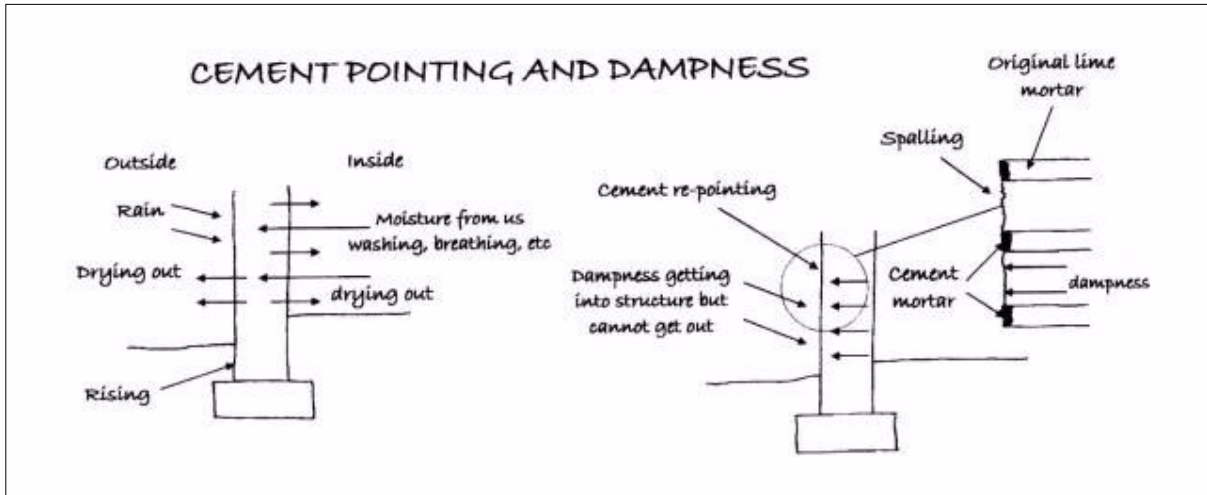 CEMENT POINTING AND DAMPNESS
Outside
Inside
Rain
Moisture from us
washing, breathing, etc
Drying out
drying out
Rising
Cement re-pointing
Dampness getting
into structure but
cannot get out
Original lime
mortar
Spalling
Cement
mortar
dampness